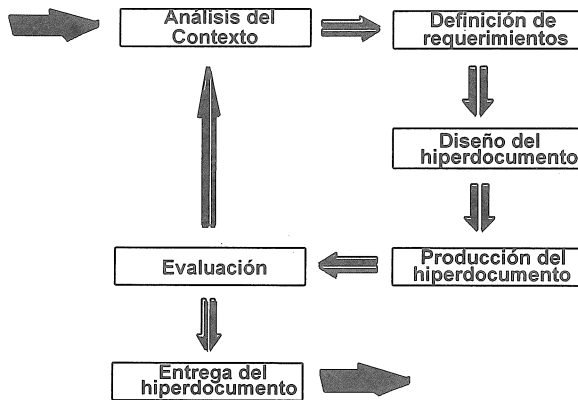 Análisis del
Contexto
Definición de
requerimientos
Diseño del
hiperdocumento
Producción del
hiperdocumento
Evaluación
Entrega del
hiperdocumento